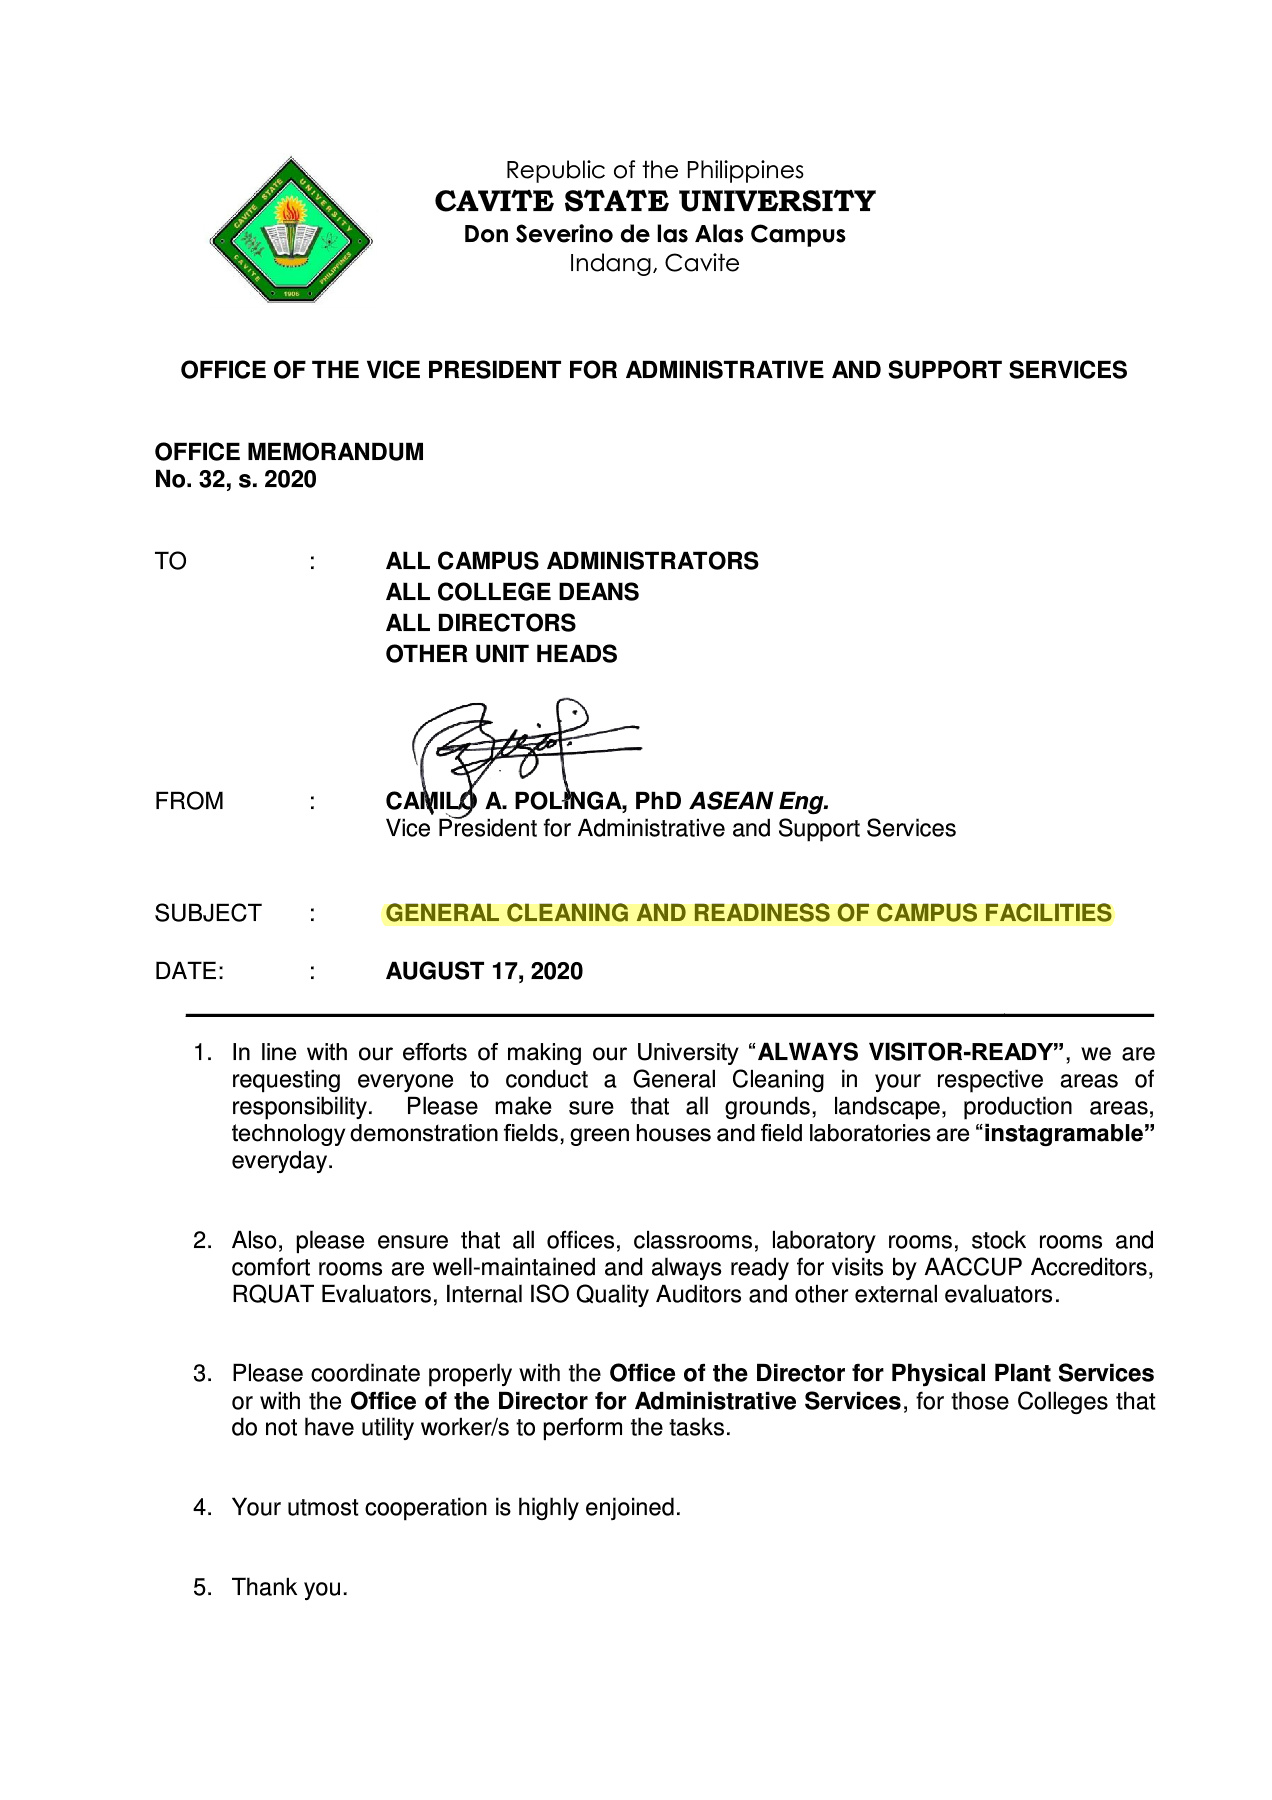 Republic of the Philippines
CAVITE STATE UNIVERSITY
Don Severino de las Alas Campus
Indang, Cavite
CAVITE STATE UNIVERSITY
CAVITE PHILIPPINES
1906
OFFICE OF THE VICE PRESIDENT FOR ADMINISTRATIVE AND SUPPORT SERVICES
OFFICE MEMORANDUM
No. 32, s. 2020
TO : ALL CAMPUS ADMINISTRATORS
ALL COLLEGE DEANS
ALL DIRECTORS
OTHER UNIT HEADS
FROM : CAMILO A. POLINGA, PhD ASEAN Eng.
Vice President for Administrative and Support Services
SUBJECT : GENERAL CLEANING AND READINESS OF CAMPUS FACILITIES
DATE: : AUGUST 17, 2020
1. In line with our efforts of making our University “ALWAYS VISITOR-READY”, we are
requesting everyone to conduct a General Cleaning in your respective areas of
responsibility. Please make sure that all grounds, landscape, production areas,
technology demonstration fields, green houses and field laboratories are “instagramable”
everyday.
2. Also, please ensure that all offices, classrooms, laboratory rooms, stock rooms and
comfort rooms are well-maintained and always ready for visits by AACCUP Accreditors,
RQUAT Evaluators, Internal ISO Quality Auditors and other external evaluators.
3. Please coordinate properly with the Office of the Director for Physical Plant Services
or with the Office of the Director for Administrative Services, for those Colleges that
do not have utility worker/s to perform the tasks.
4. Your utmost cooperation is highly enjoined.
5. Thank you.